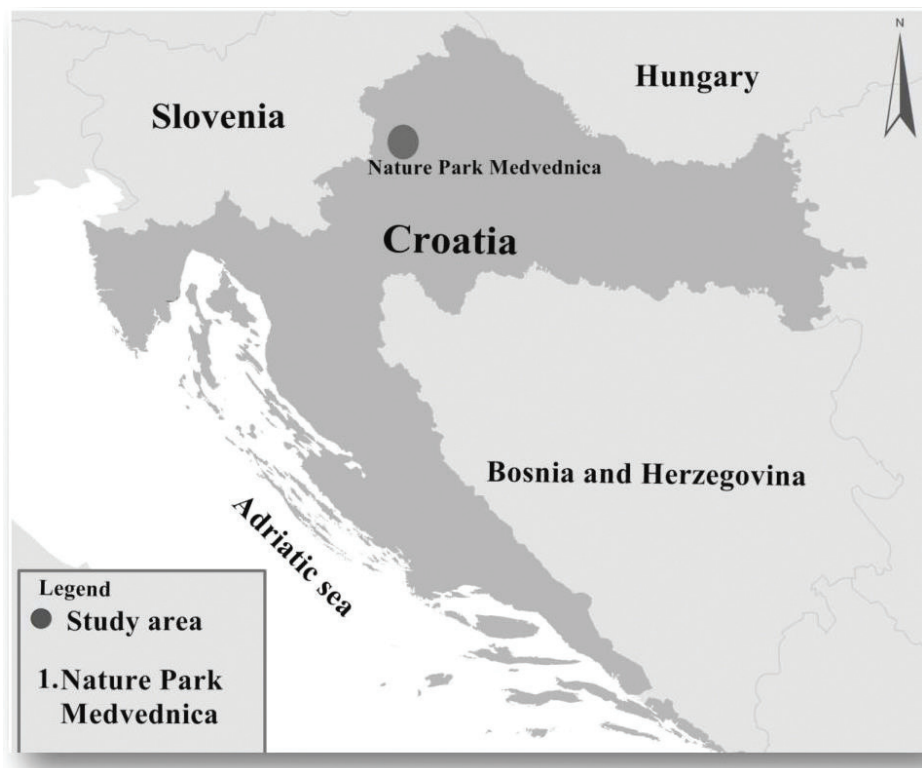 N
Hungary
Slovenia
Nature Park Medvednica
Croatia
Bosnia and Herzegovina
Adriatic sea
Legend
Study area
1.Nature Park
Medvednica